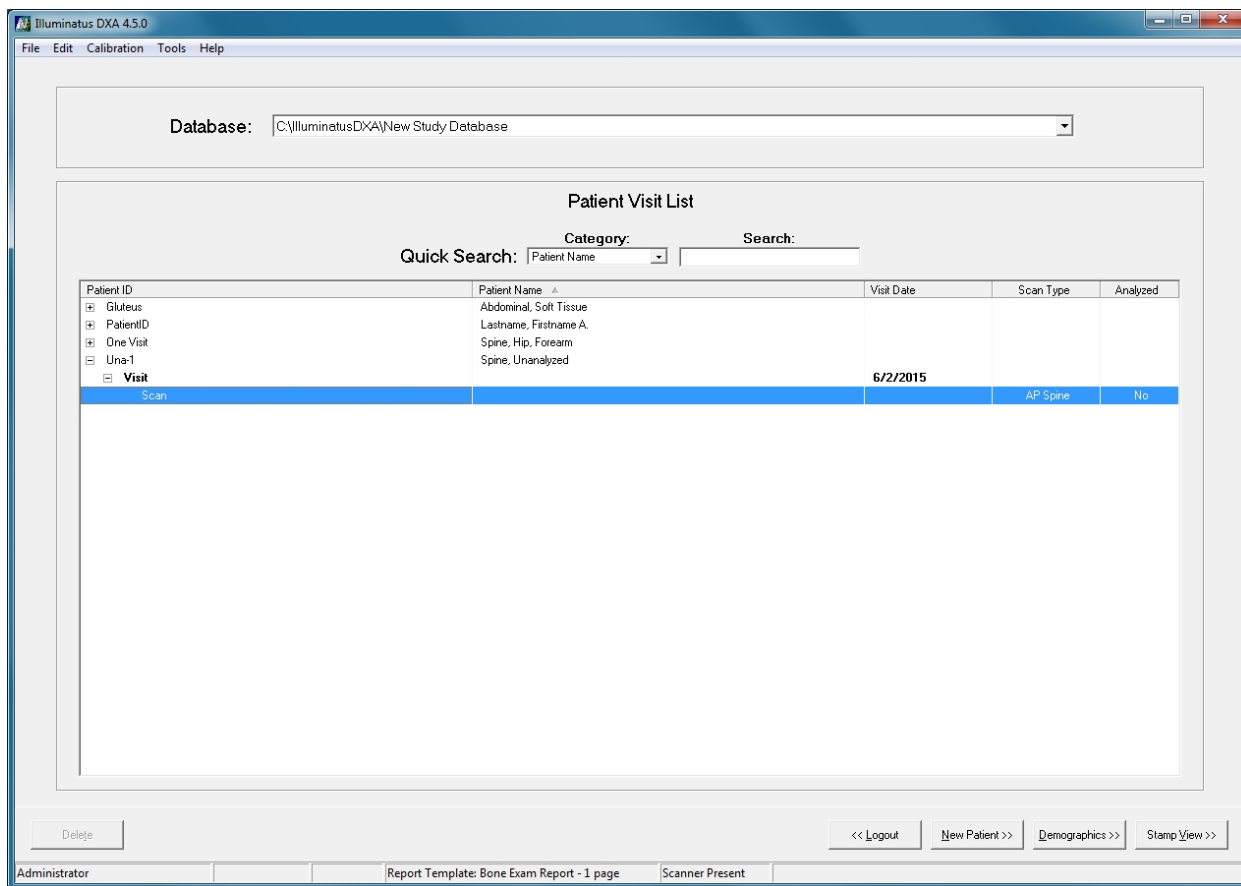 Illuminatus DXA 4.5.0
File Edit Calibration Tools Help
Database: C:\IlluminatusDXA\New Study Database
Patient Visit List
Category: Search:
Quick Search: Patient Name
Patient ID Patient Name Visit Date Scan Type Analyzed
Gluteus Abdominal, Soft Tissue
PatientID Lastname, Firstname A.
One Visit Spine, Hip, Forearm
Una-1 Spine, Unanalyzed
Visit 6/2/2015
Scan AP Spine No
Delete << Logout New Patient >> Demographics >> Stamp View >>
Administrator Report Template: Bone Exam Report - 1 page Scanner Present